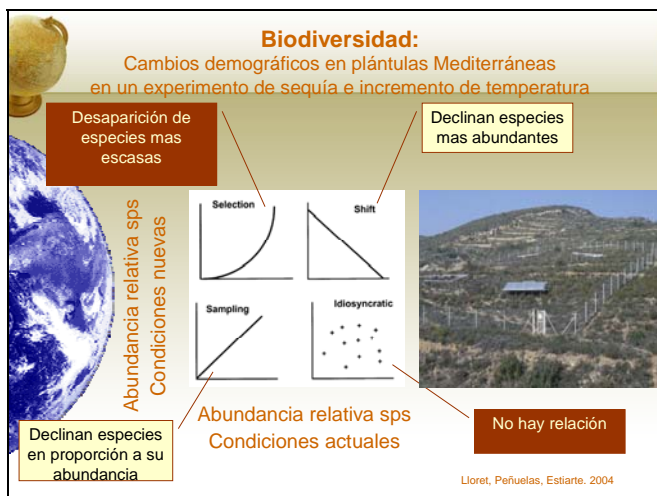 Biodiversidad:
Cambios demográficos en plántulas Mediterráneas
en un experimento de sequía e incremento de temperatura
Desaparición de
especies mas
escasas
Declinan especies
mas abundantes
Abundancia relativa sps
Condiciones nuevas
Selection
Shift
Sampling
Idiosyncratic
Abundancia relativa sps
Condiciones actuales
Declinan especies
en proporción a su
abundancia
No hay relación
Lloret, Peñuelas, Estiarte. 2004